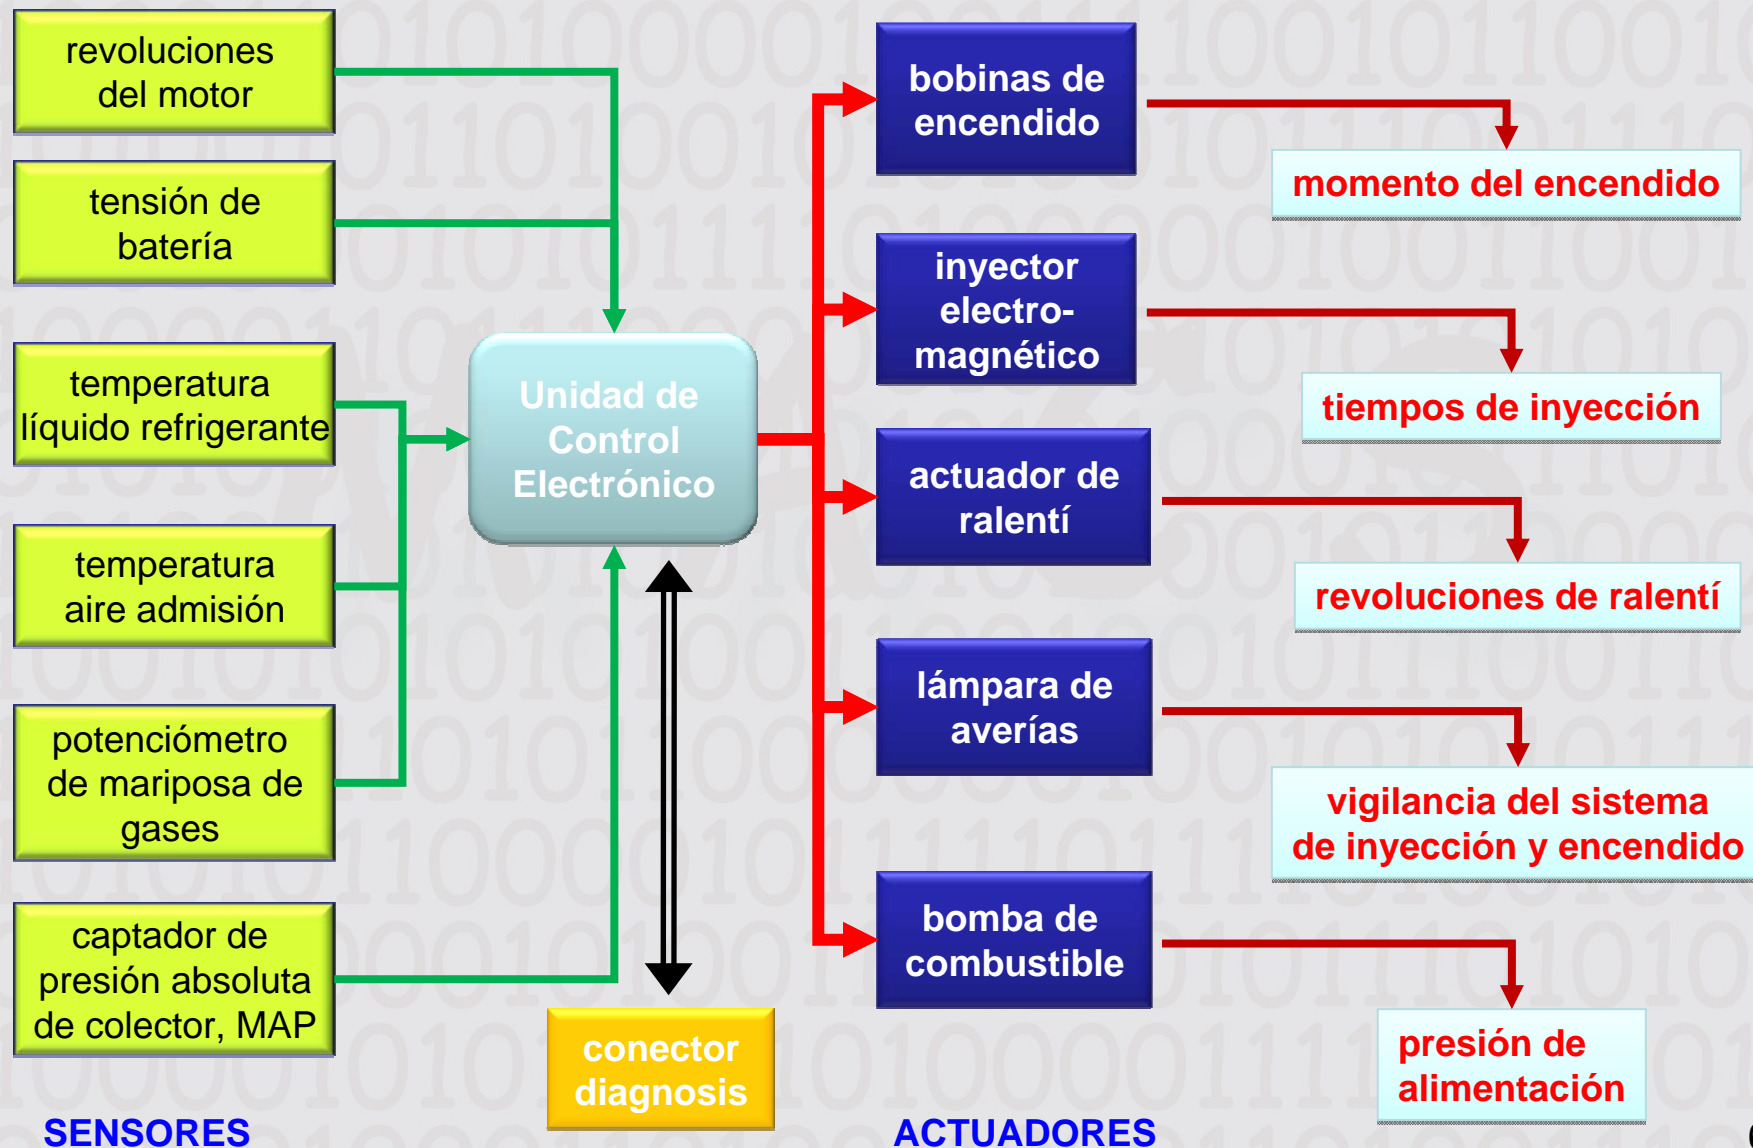 revoluciones
del motor
tensión de
batería
temperatura
líquido refrigerante
temperatura
aire admisión
potenciómetro
de mariposa de
gases
captador de
presión absoluta
de colector, MAP
SENSORES
Unidad de
Control
Electrónico
conector
diagnosis
bobinas de
encendido
inyector
electro-
magnético
actuador de
ralentí
lámpara de
averías
bomba de
combustible
ACTUADORES
momento del encendido
tiempos de inyección
revoluciones de ralentí
vigilancia del sistema
de inyección y encendido
presión de
alimentación